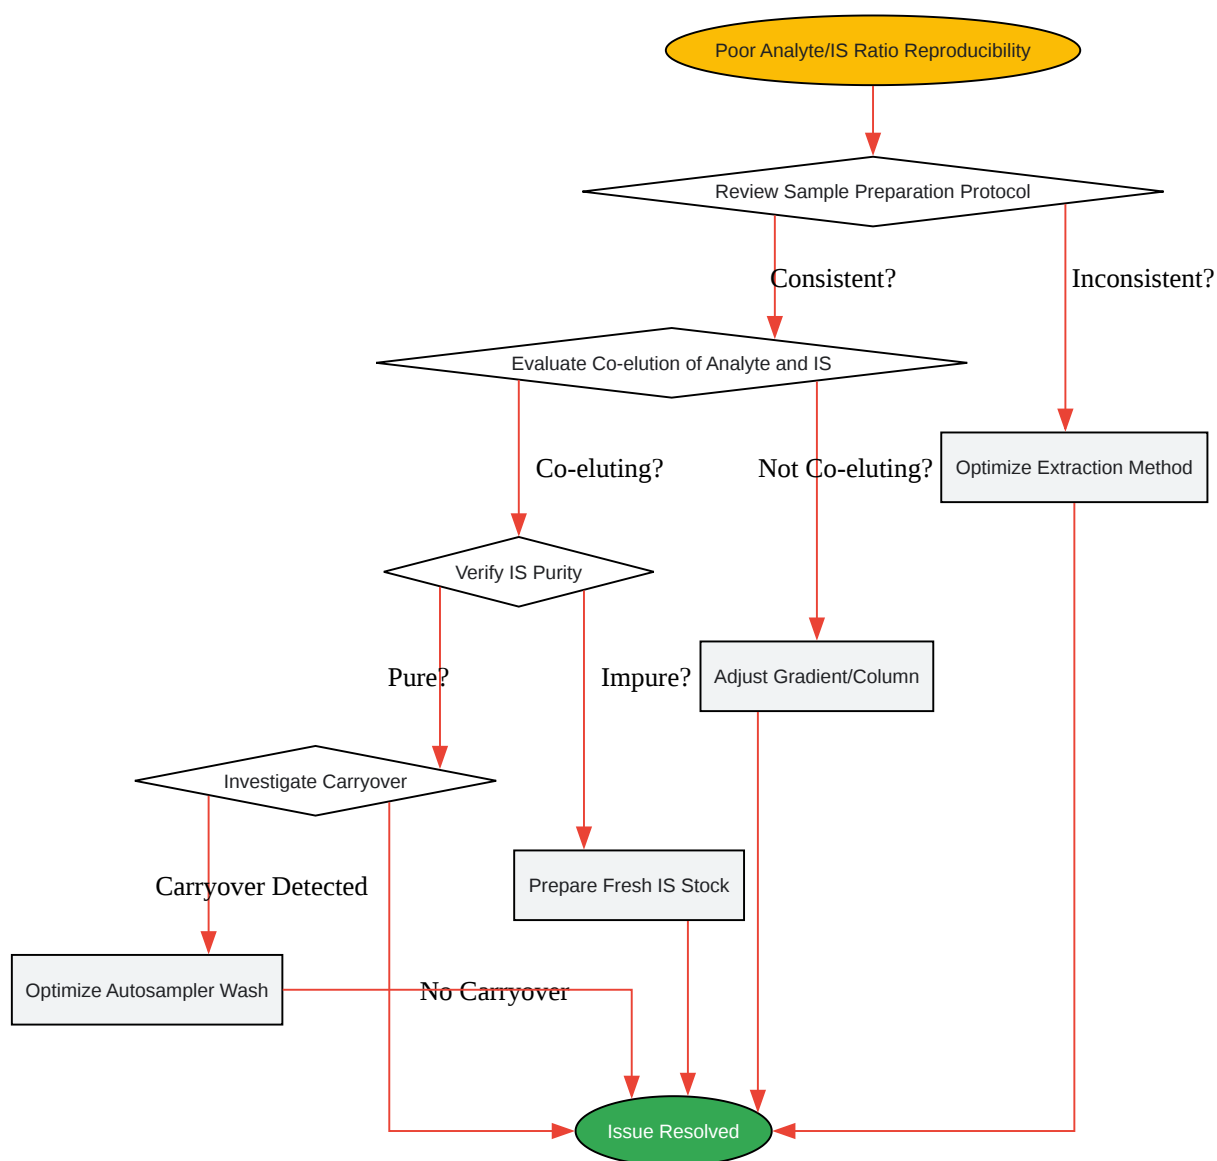 Poor Analyte/IS Ratio Reproducibility
Review Sample Preparation Protocol
Consistent?
Inconsistent?
Evaluate Co-elution of Analyte and IS
Co-eluting?
Not Co-eluting?
Optimize Extraction Method
Verify IS Purity
Pure?
Impure?
Adjust Gradient/Column
Investigate Carryover
Carryover Detected
Prepare Fresh IS Stock
Optimize Autosampler Wash
No Carryover
Issue Resolved